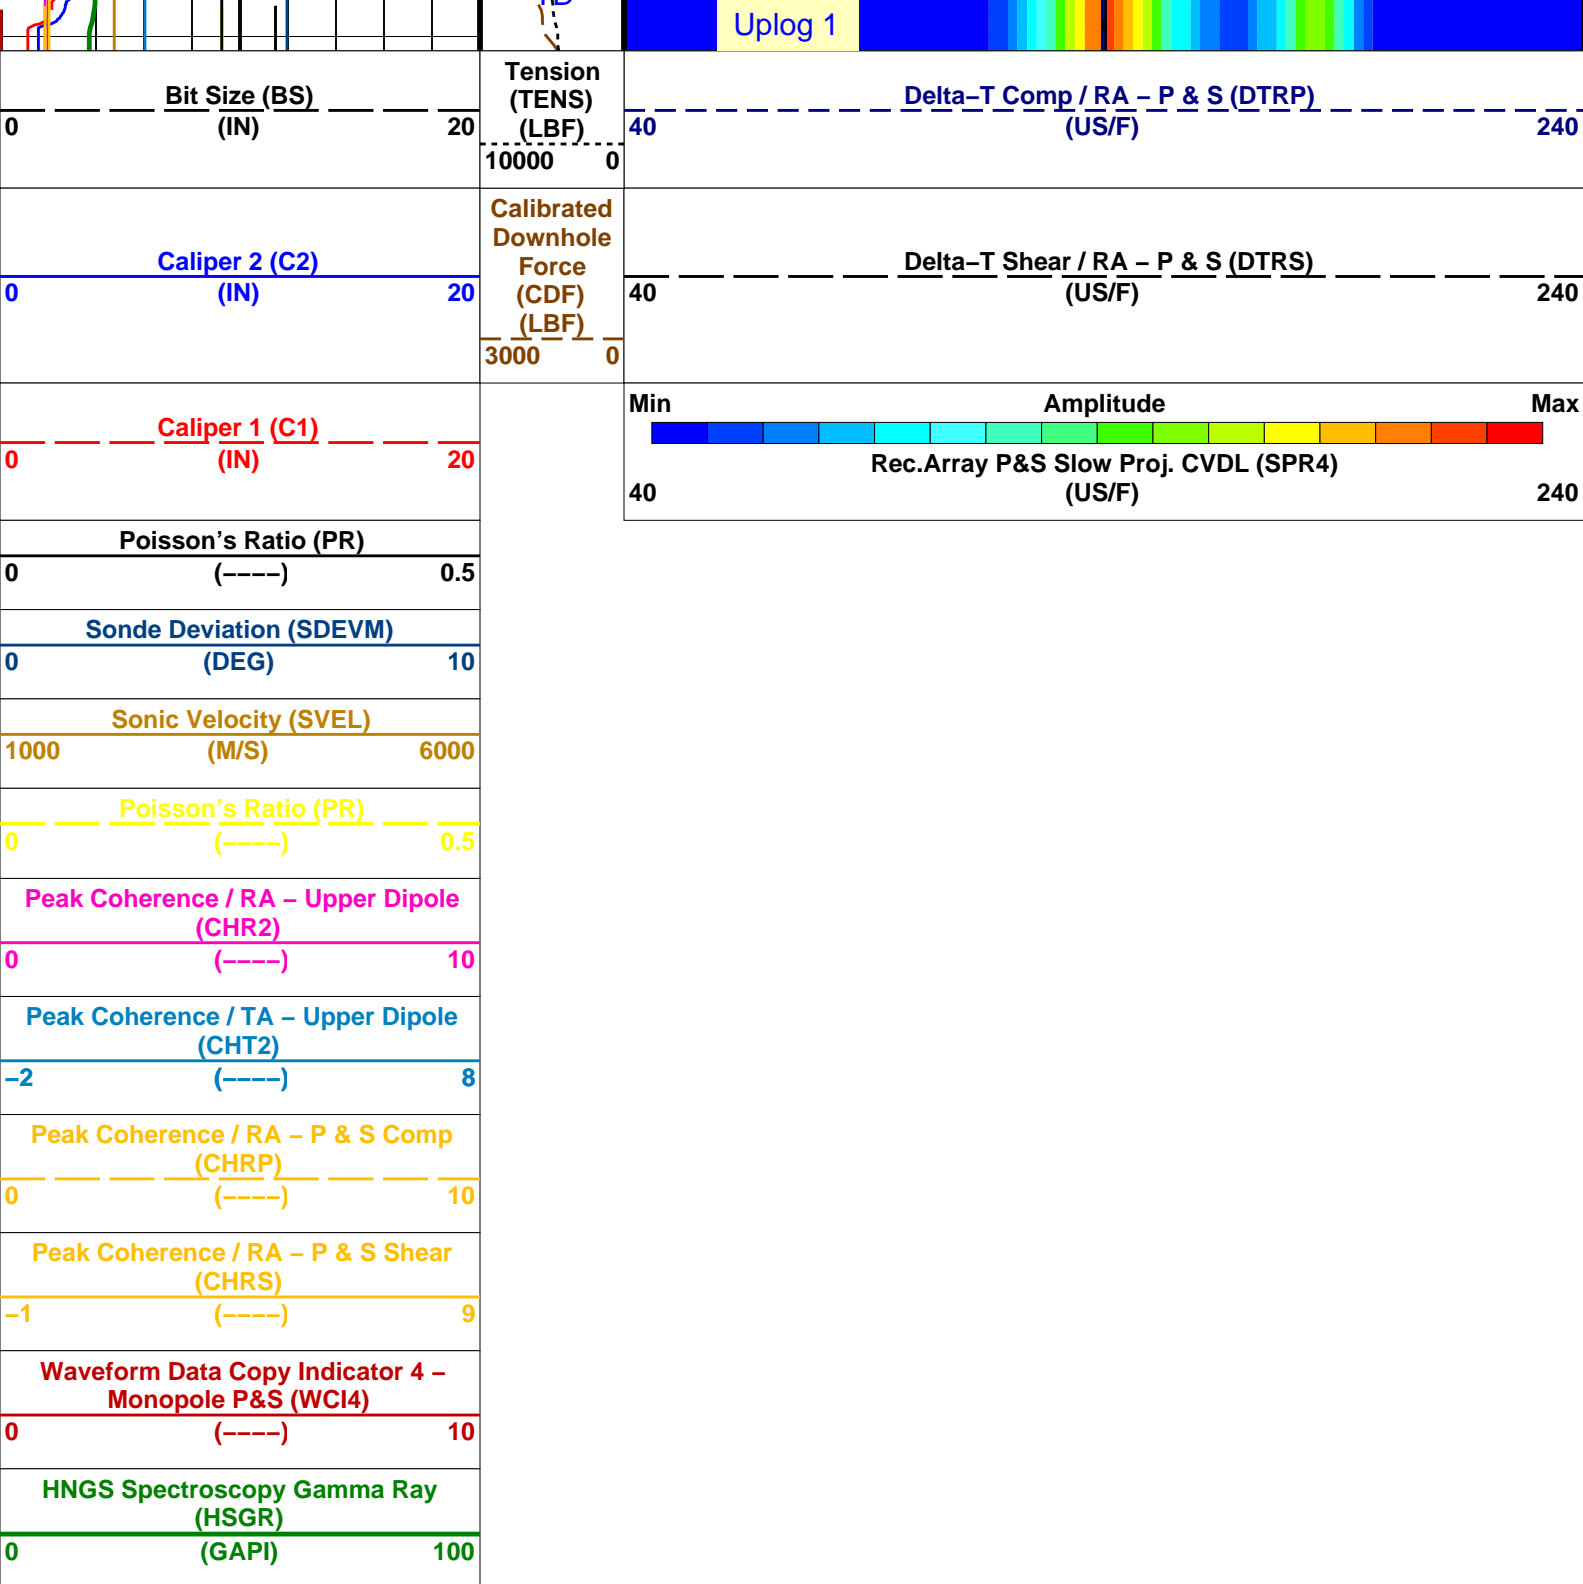 TD
Uplog 1
Bit Size (BS)
0 (IN) 20
Tension
(TENS)
(LBF)
10000 0
Delta–T Comp / RA – P & S (DTRP)
40 (US/F) 240
Caliper 2 (C2)
0 (IN) 20
Calibrated
Downhole
Force
(CDF)
(LBF)
3000 0
Delta–T Shear / RA – P & S (DTRS)
40 (US/F) 240
Caliper 1 (C1)
0 (IN) 20
Min Amplitude Max
Rec.Array P&S Slow Proj. CVDL (SPR4)
40 (US/F) 240
Poisson's Ratio (PR)
0 (––––) 0.5
Sonde Deviation (SDEVM)
0 (DEG) 10
Sonic Velocity (SVEL)
1000 (M/S) 6000
Poisson's Ratio (PR)
0 (––––) 0.5
Peak Coherence / RA – Upper Dipole
(CHR2)
0 (––––) 10
Peak Coherence / TA – Upper Dipole
(CHT2)
–2 (––––) 8
Peak Coherence / RA – P & S Comp
(CHRP)
0 (––––) 10
Peak Coherence / RA – P & S Shear
(CHRS)
–1 (––––) 9
Waveform Data Copy Indicator 4 –
Monopole P&S (WCI4)
0 (––––) 10
HNGS Spectroscopy Gamma Ray
(HSGR)
0 (GAPI) 100